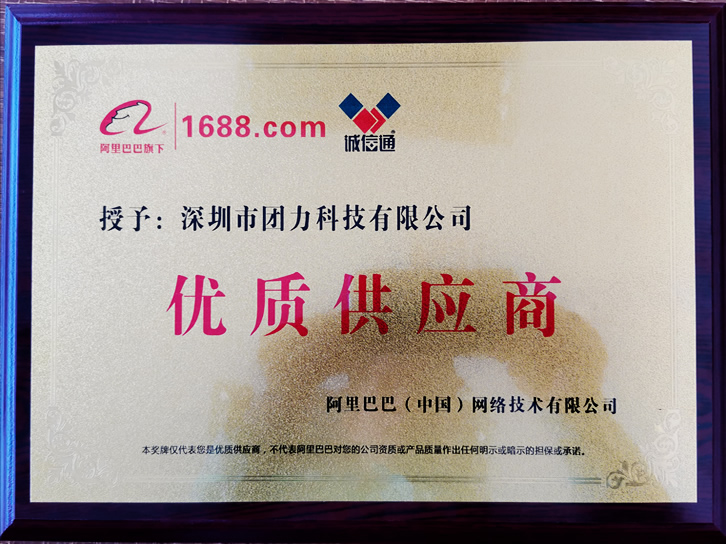 阿里巴巴旗下
1688.com
诚信通®
授予：深圳市团力科技有限公司
优质供应商
阿里巴巴（中国）网络技术有限公司
本奖牌仅代表您是优质供应商，不代表阿里巴巴对您的公司资质或产品质量作出任何明示或暗示的担保或承诺。